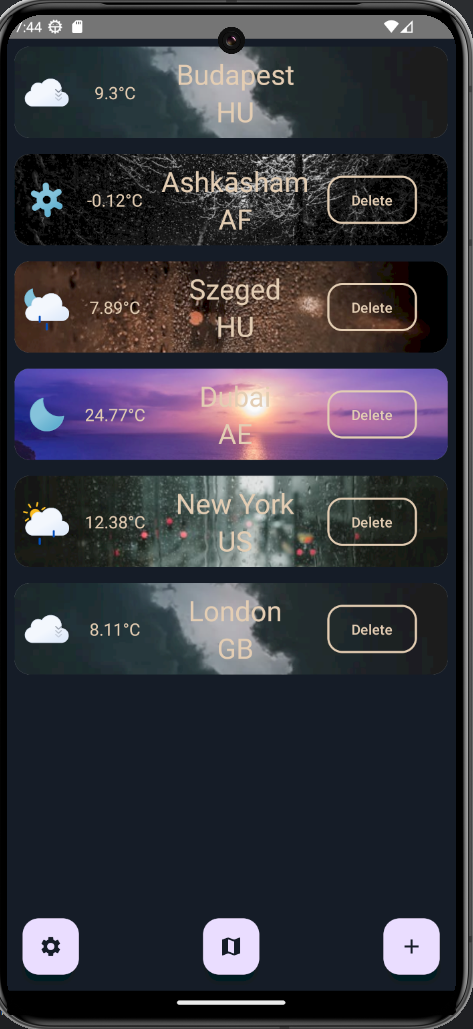 7:44
Budapest
9.3°C
HU
Ashkāsham
-0.12°C
AF
Delete
Szeged
7.89°C
HU
Delete
Dubai
24.77°C
AE
Delete
New York
12.38°C
US
Delete
London
8.11°C
GB
Delete